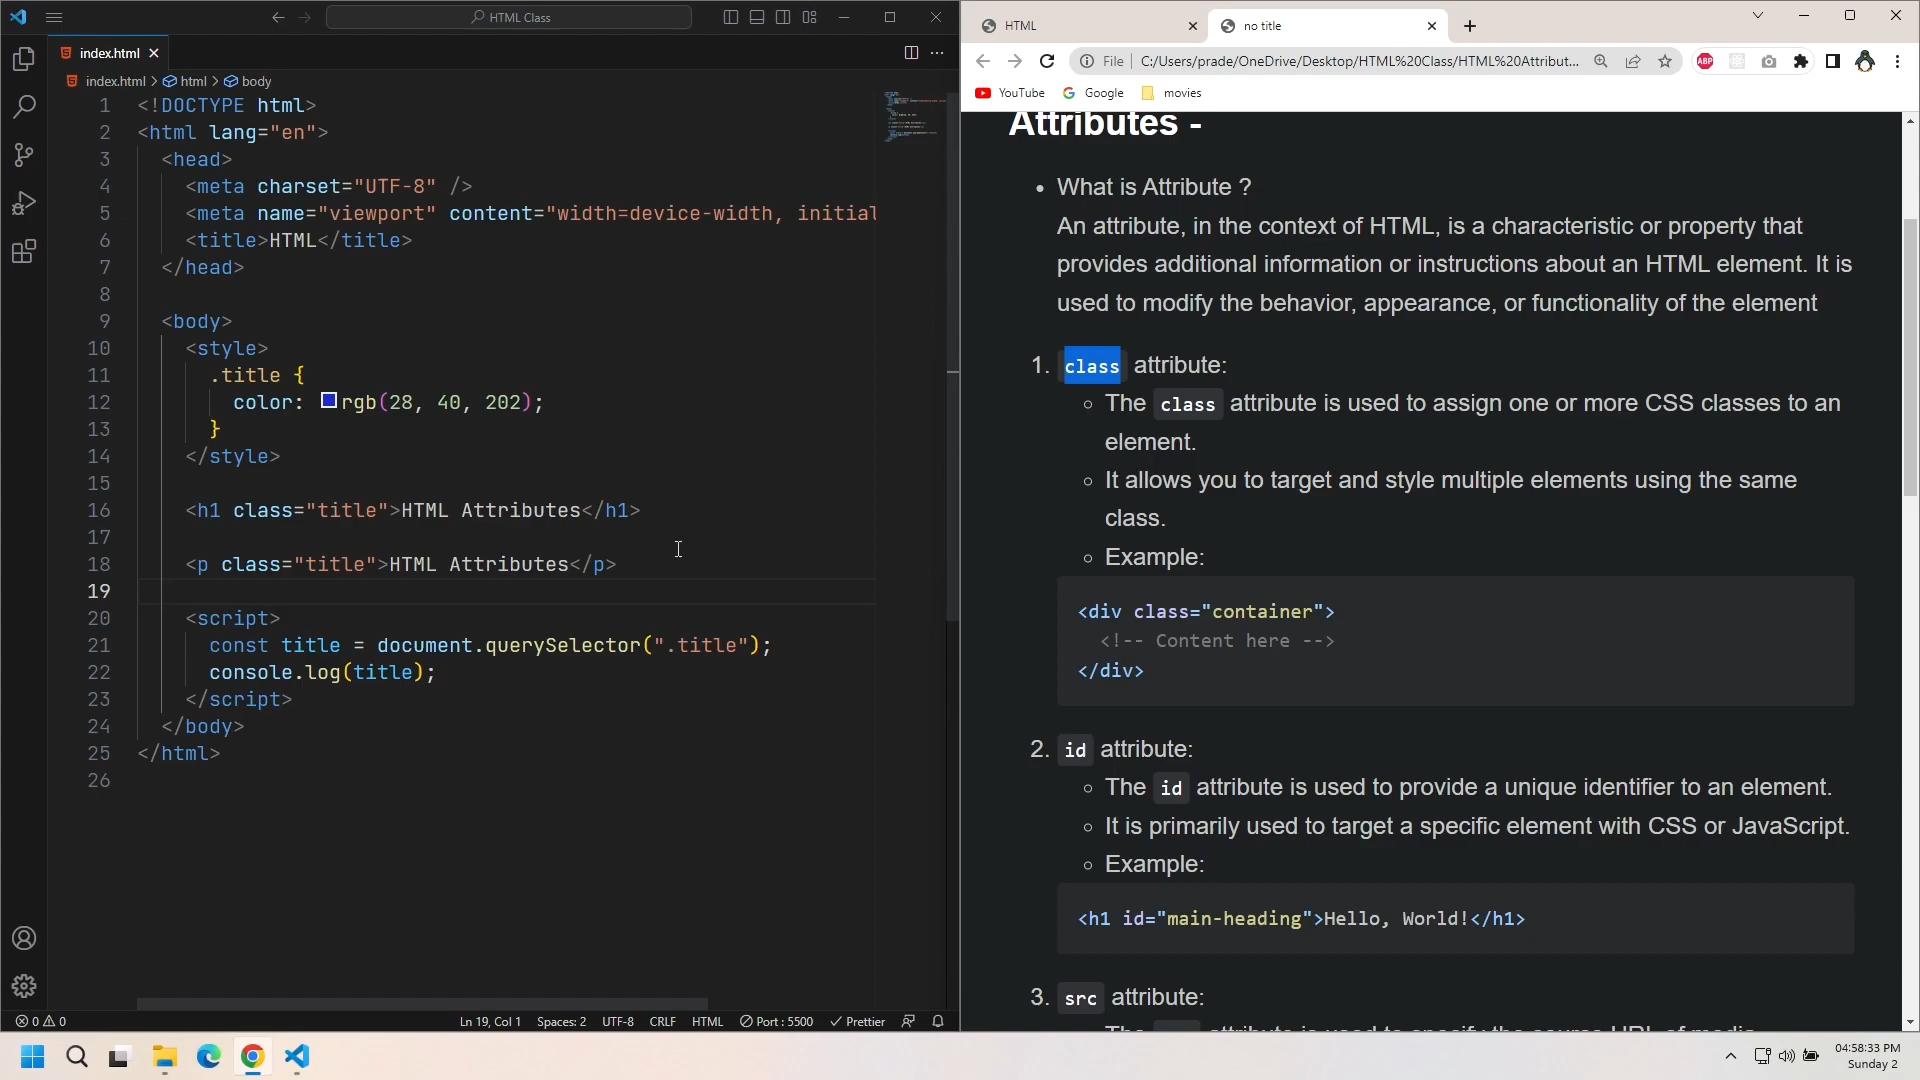 HTML Class
index.html
index.html > html > body
1 <!DOCTYPE html>
2 <html lang="en">
3 <head>
4 <meta charset="UTF-8" />
5 <meta name="viewport" content="width=device-width, initial
6 <title>HTML</title>
7 </head>
8
9 <body>
10 <style>
11 .title {
12 color: rgb(28, 40, 202);
13 }
14 </style>
15
16 <h1 class="title">HTML Attributes</h1>
17
18 <p class="title">HTML Attributes</p>
19
20 <script>
21 const title = document.querySelector(".title");
22 console.log(title);
23 </script>
24 </body>
25 </html>
26
0 0
Ln 19, Col 1 Spaces: 2 UTF-8 CRLF HTML Port : 5500 Prettier
HTML
no title
File C:/Users/prade/OneDrive/Desktop/HTML%20Class/HTML%20Attribut...
ABP
YouTube Google movies
Attributes -
• What is Attribute ?
An attribute, in the context of HTML, is a characteristic or property that
provides additional information or instructions about an HTML element. It is
used to modify the behavior, appearance, or functionality of the element
1. class attribute:
The class attribute is used to assign one or more CSS classes to an
element.
It allows you to target and style multiple elements using the same
class.
Example:
<div class="container">
<!-- Content here -->
</div>
2. id attribute:
The id attribute is used to provide a unique identifier to an element.
It is primarily used to target a specific element with CSS or JavaScript.
Example:
<h1 id="main-heading">Hello, World!</h1>
3. src attribute:
04:58:33 PM
Sunday 2